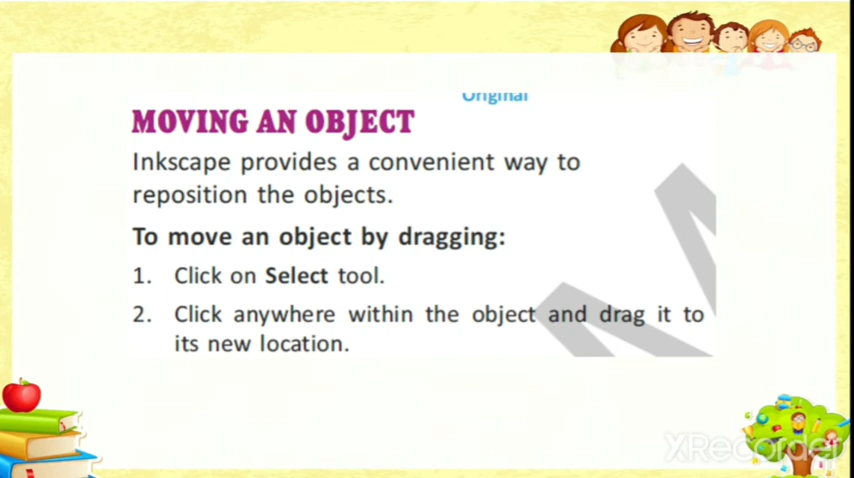 Original
MOVING AN OBJECT
Inkscape provides a convenient way to
reposition the objects.
To move an object by dragging:
1. Click on Select tool.
2. Click anywhere within the object and drag it to
its new location.
XRecorder